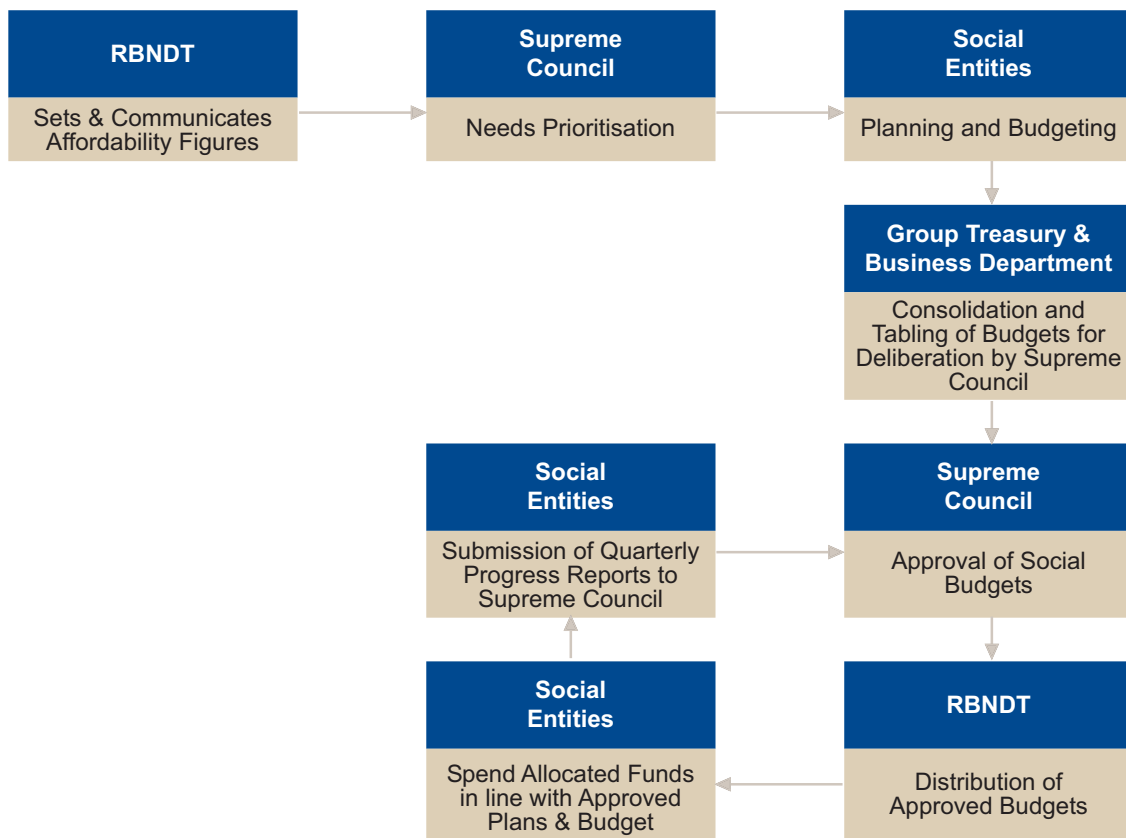 RBNDT
Sets & Communicates
Affordability Figures
Supreme
Council
Needs Prioritisation
Social
Entities
Planning and Budgeting
Group Treasury &
Business Department
Consolidation and
Tabling of Budgets for
Deliberation by Supreme
Council
Supreme
Council
Approval of Social
Budgets
RBNDT
Distribution of
Approved Budgets
Social
Entities
Spend Allocated Funds
in line with Approved
Plans & Budget
Social
Entities
Submission of Quarterly
Progress Reports to
Supreme Council